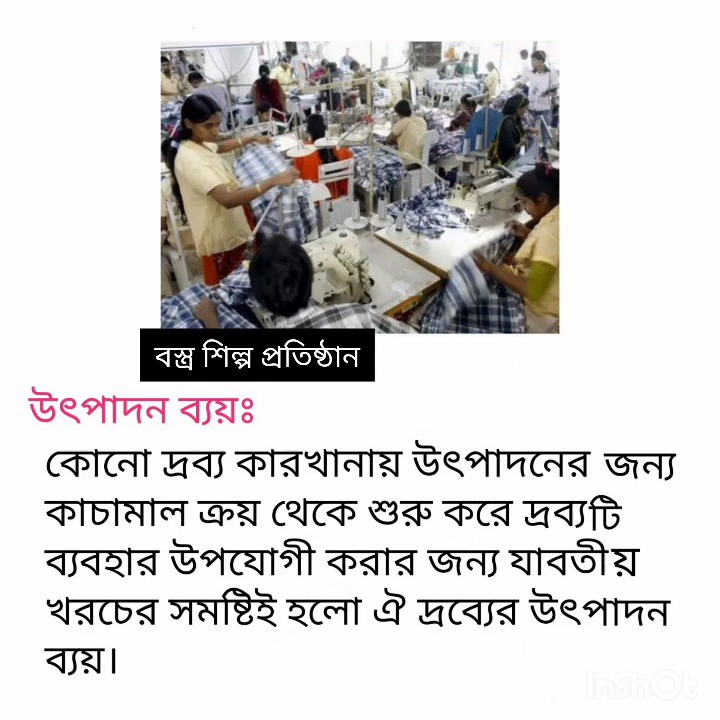 বস্ত্র শিল্প প্রতিষ্ঠান
উৎপাদন ব্যয়ঃ
কোনো দ্রব্য কারখানায় উৎপাদনের জন্য
কাচামাল ক্রয় থেকে শুরু করে দ্রব্যটি
ব্যবহার উপযোগী করার জন্য যাবতীয়
খরচের সমষ্টিই হলো ঐ দ্রব্যের উৎপাদন
ব্যয়।
InShOt